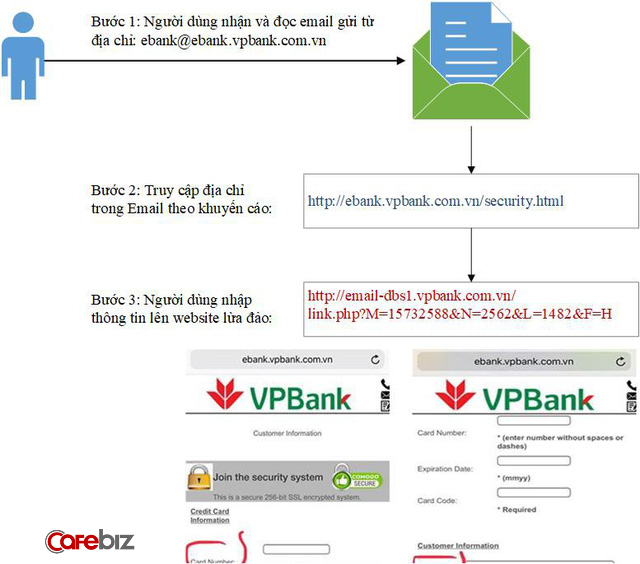 Bước 1: Người dùng nhận và đọc email gửi từ
địa chỉ: ebank@ebank.vpbank.com.vn
Bước 2: Truy cập địa chỉ
trong Email theo khuyến cáo:
http://ebank.vpbank.com.vn/security.html
Bước 3: Người dùng nhập
thông tin lên website lừa đảo:
http://email-dbs1.vpbank.com.vn/
link.php?M=15732588&N=2562&L=1482&F=H
ebank.vpbank.com.vn
VPBank
Customer Information
Join the security system
COMODO
SECURE
This is a secure 256-bit SSL encrypted system.
Credit Card
Information
Card Number:
ebank.vpbank.com.vn
VPBank
Card Number:
* (enter number without spaces or
dashes)
Expiration Date:
* (mmyy)
Card Code:
* Required
Customer Information
Cafebiz